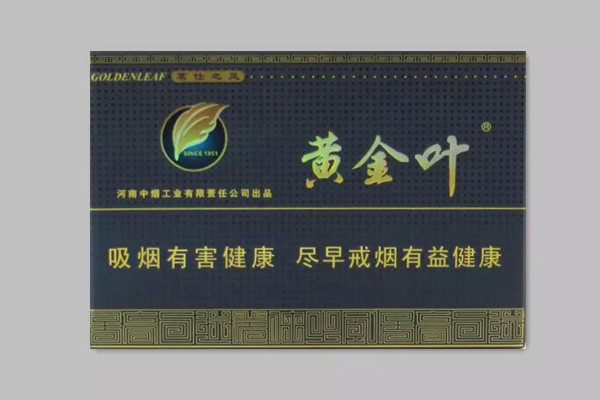 GOLDENLEAF 茗仕之风
SINCE 1951
黄金叶®
河南中烟工业有限责任公司出品
吸烟有害健康 尽早戒烟有益健康